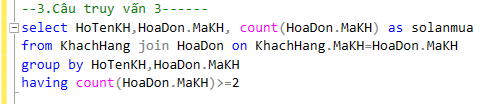 --3.Câu truy vấn 3------
select HoTenKH,HoaDon.MaKH, count(HoaDon.MaKH) as solanmua
from KhachHang join HoaDon on KhachHang.MaKH=HoaDon.MaKH
group by HoTenKH,HoaDon.MaKH
having count(HoaDon.MaKH)>=2